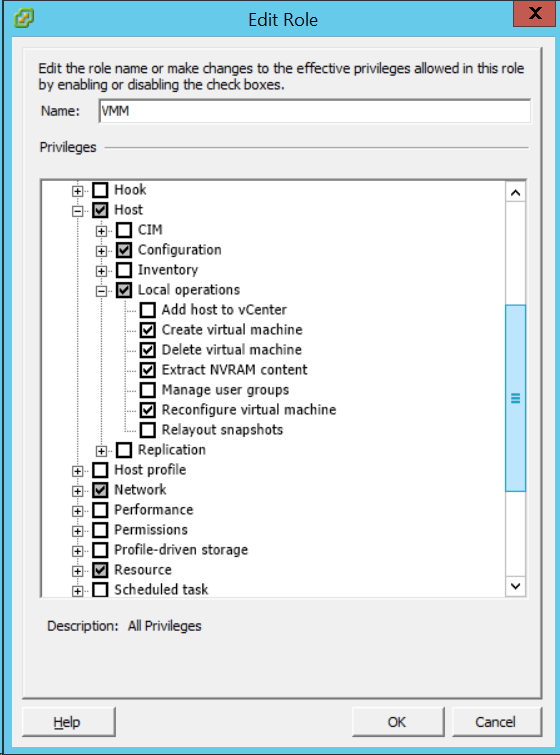 Edit Role
X
Edit the role name or make changes to the effective privileges allowed in this role
by enabling or disabling the check boxes.
Name: VMM
Privileges
Hook
Host
CIM
Configuration
Inventory
Local operations
Add host to vCenter
Create virtual machine
Delete virtual machine
Extract NVRAM content
Manage user groups
Reconfigure virtual machine
Relayout snapshots
Replication
Host profile
Network
Performance
Permissions
Profile-driven storage
Resource
Scheduled task
Description: All Privileges
Help OK Cancel